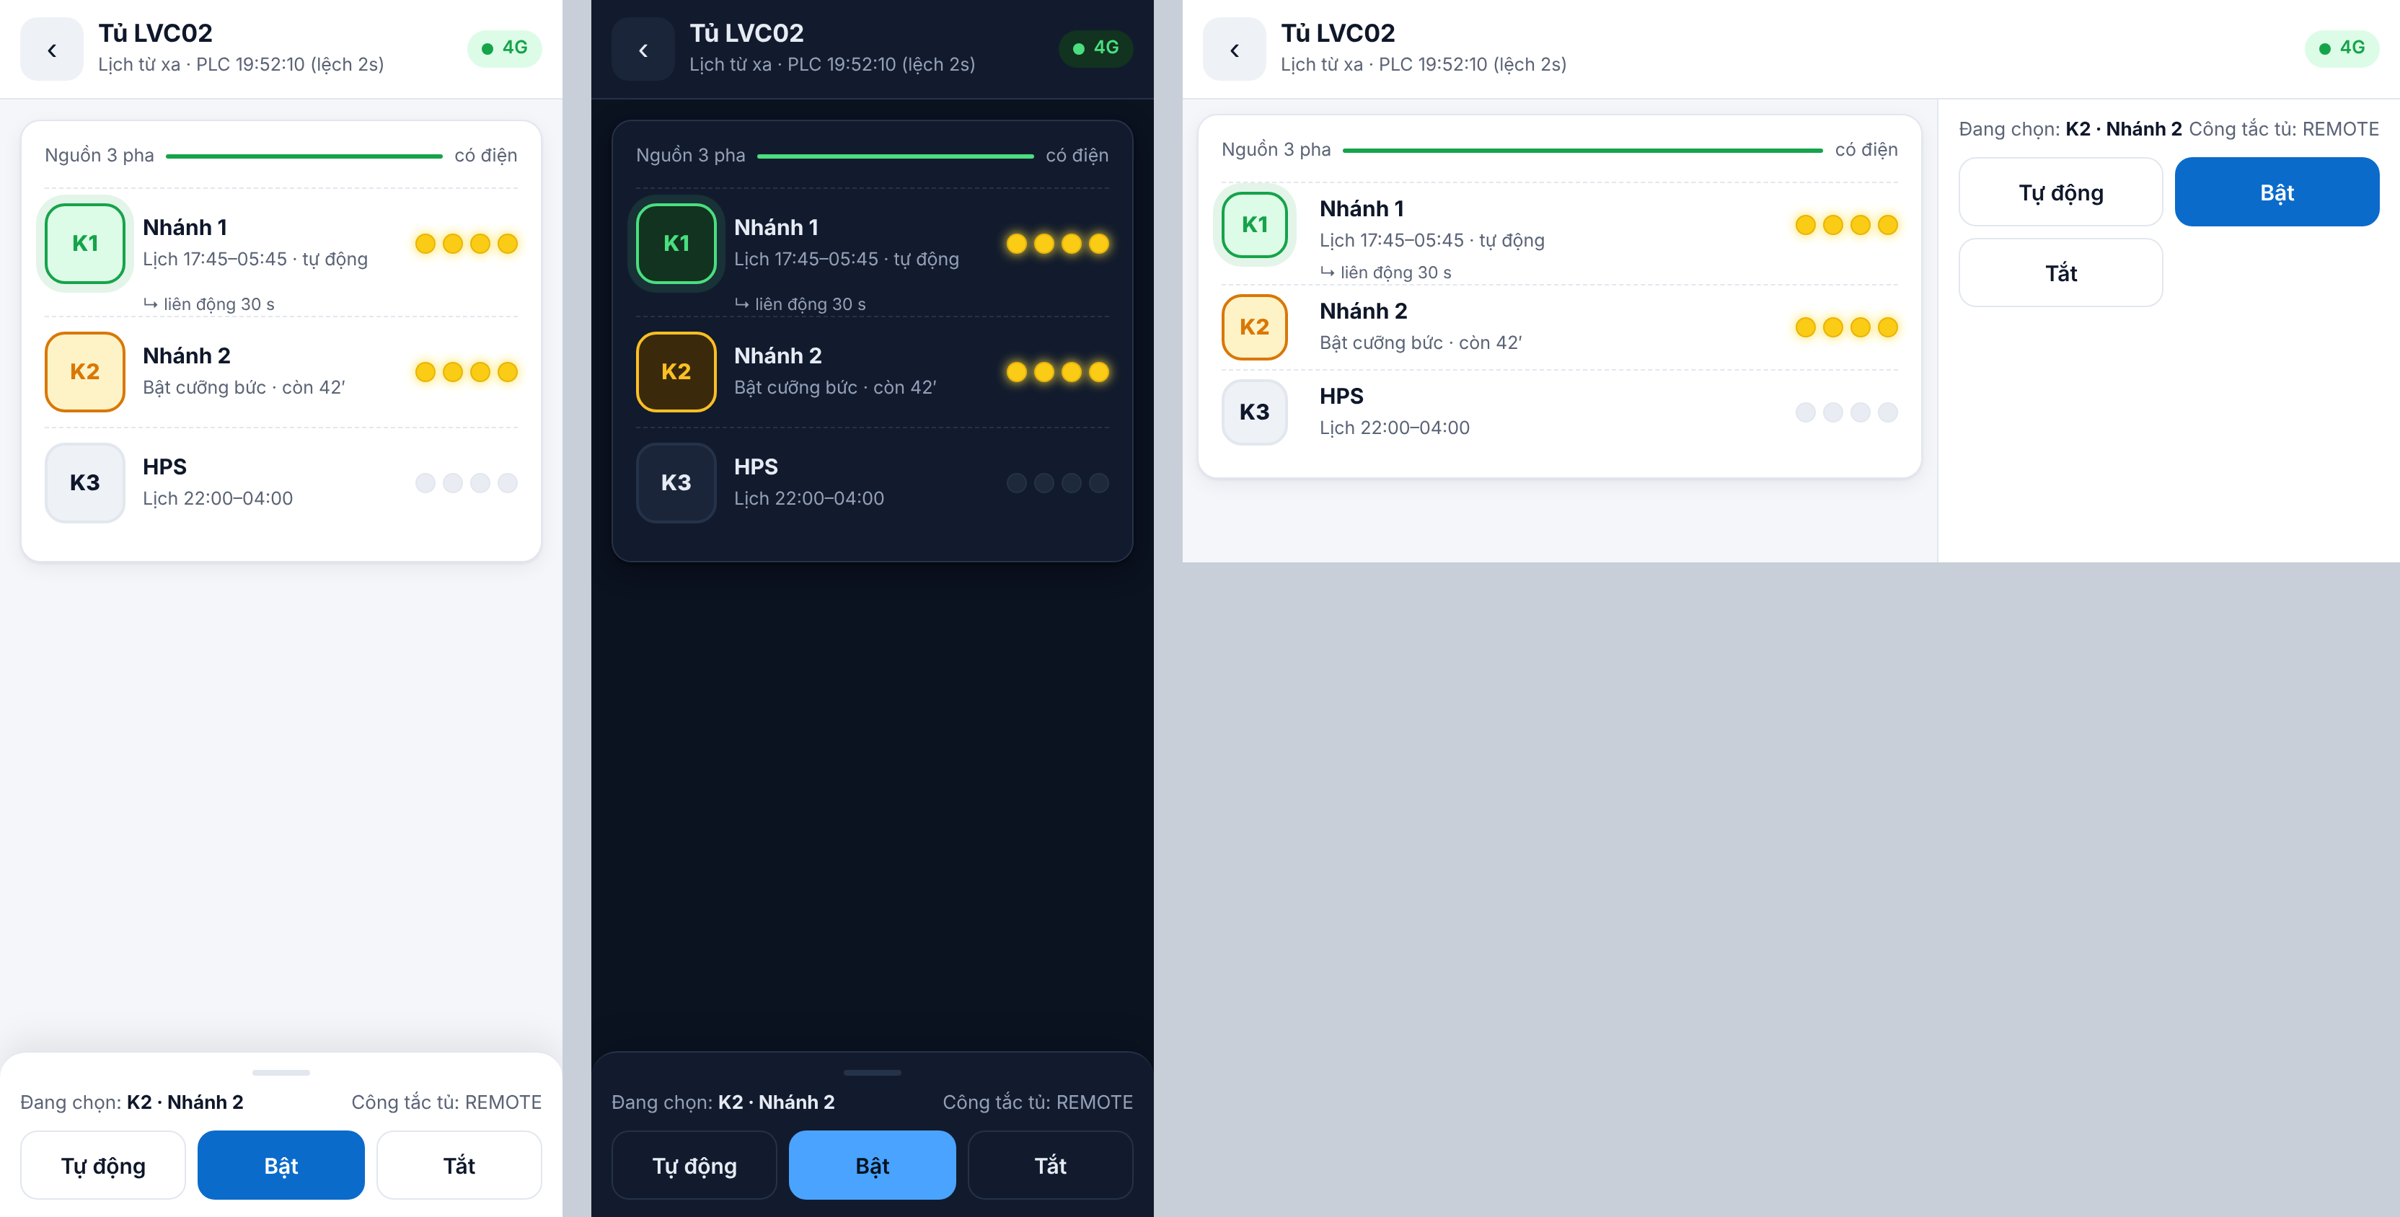 ‹
Tủ LVC02
Lịch từ xa · PLC 19:52:10 (lệch 2s)
4G
Nguồn 3 pha
có điện
K1
Nhánh 1
Lịch 17:45–05:45 · tự động
↳ liên động 30 s
K2
Nhánh 2
Bật cưỡng bức · còn 42′
K3
HPS
Lịch 22:00–04:00
Đang chọn: K2 · Nhánh 2
Công tắc tủ: REMOTE
Tự động
Bật
Tắt
‹
Tủ LVC02
Lịch từ xa · PLC 19:52:10 (lệch 2s)
4G
Nguồn 3 pha
có điện
K1
Nhánh 1
Lịch 17:45–05:45 · tự động
↳ liên động 30 s
K2
Nhánh 2
Bật cưỡng bức · còn 42′
K3
HPS
Lịch 22:00–04:00
Đang chọn: K2 · Nhánh 2
Công tắc tủ: REMOTE
Tự động
Bật
Tắt
‹
Tủ LVC02
Lịch từ xa · PLC 19:52:10 (lệch 2s)
4G
Nguồn 3 pha
có điện
K1
Nhánh 1
Lịch 17:45–05:45 · tự động
↳ liên động 30 s
K2
Nhánh 2
Bật cưỡng bức · còn 42′
K3
HPS
Lịch 22:00–04:00
Đang chọn: K2 · Nhánh 2
Công tắc tủ: REMOTE
Tự động
Bật
Tắt